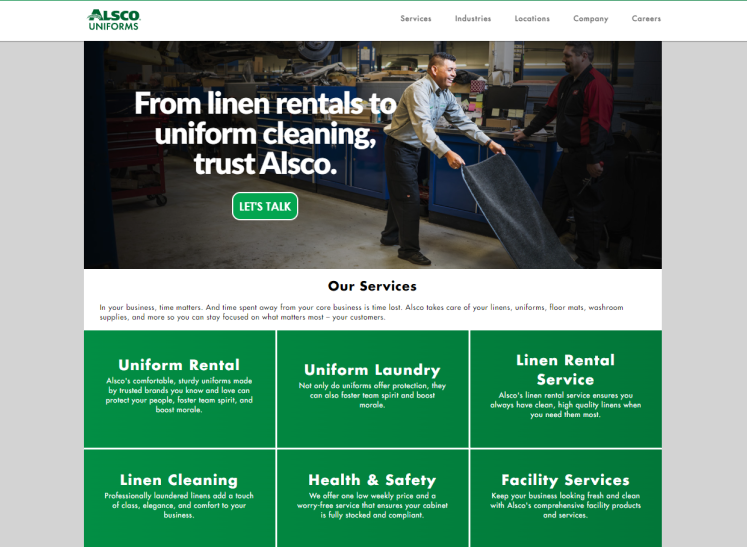 ALSCO
UNIFORMS
Services Industries Locations Company Careers
From linen rentals to
uniform cleaning,
trust Alsco.
LET'S TALK
Our Services
In your business, time matters. And time spent away from your core business is time lost. Alsco takes care of your linens, uniforms, floor mats, washroom
supplies, and more so you can stay focused on what matters most – your customers.
Uniform Rental
Alsco's comfortable, sturdy uniforms made
by trusted brands you know and love can
protect your people, foster team spirit, and
boost morale.
Uniform Laundry
Not only do uniforms offer protection, they
can also foster team spirit and boost
morale.
Linen Rental
Service
Alsco's linen rental service ensures you
always have clean, high quality linens when
you need them most.
Linen Cleaning
Professionally laundered linens add a touch
of class, elegance, and comfort to your
business.
Health & Safety
We offer one low weekly price and a
worry-free service that ensures your cabinet
is fully stocked and compliant.
Facility Services
Keep your business looking fresh and clean
with Alsco's comprehensive facility products
and services.